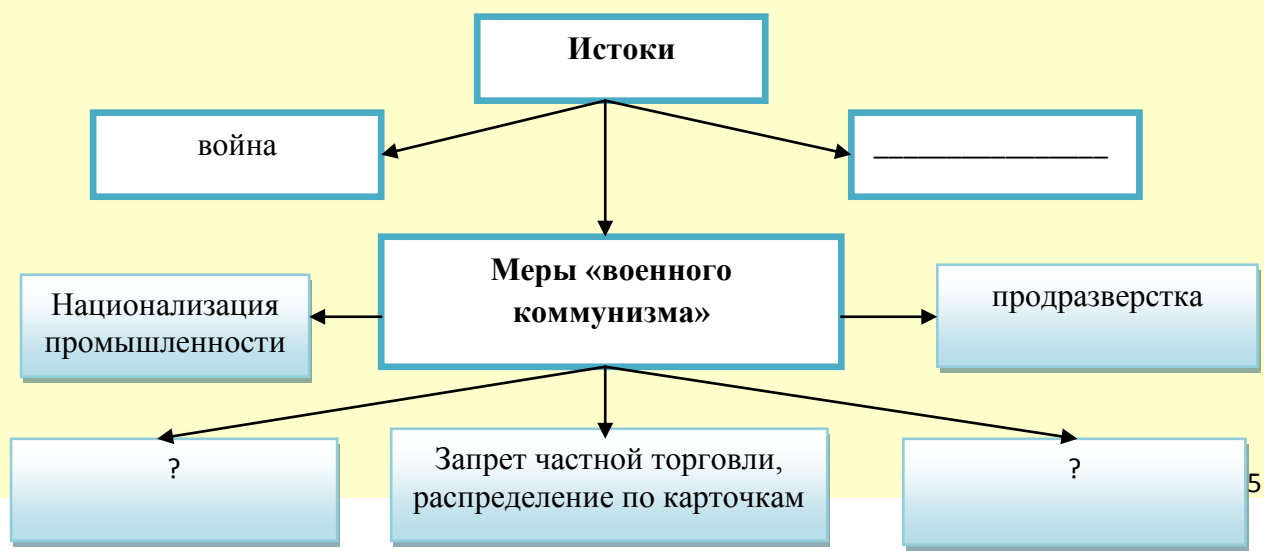 Истоки
война
________________
Меры «военного
коммунизма»
Национализация
промышленности
продразверстка
?
Запрет частной торговли,
распределение по карточкам
?
5